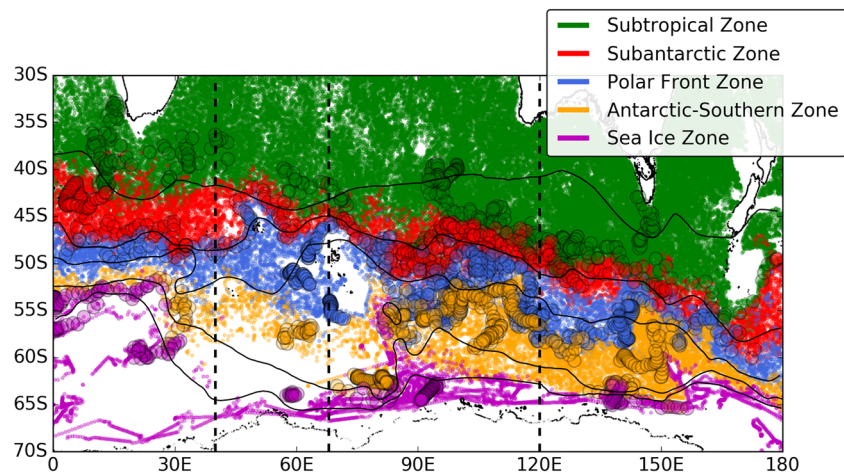 Subtropical Zone
Subantarctic Zone
Polar Front Zone
Antarctic-Southern Zone
Sea Ice Zone
30S
35S
40S
45S
50S
55S
60S
65S
70S
0 30E 60E 90E 120E 150E 180